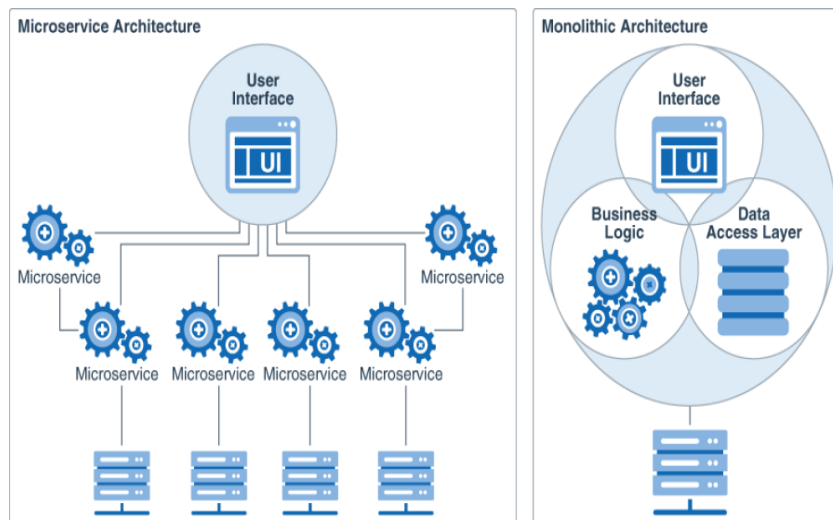 Microservice Architecture
User
Interface
UI
Microservice
Microservice
Microservice
Microservice
Microservice
Microservice
Monolithic Architecture
User
Interface
UI
Business
Logic
Data
Access Layer